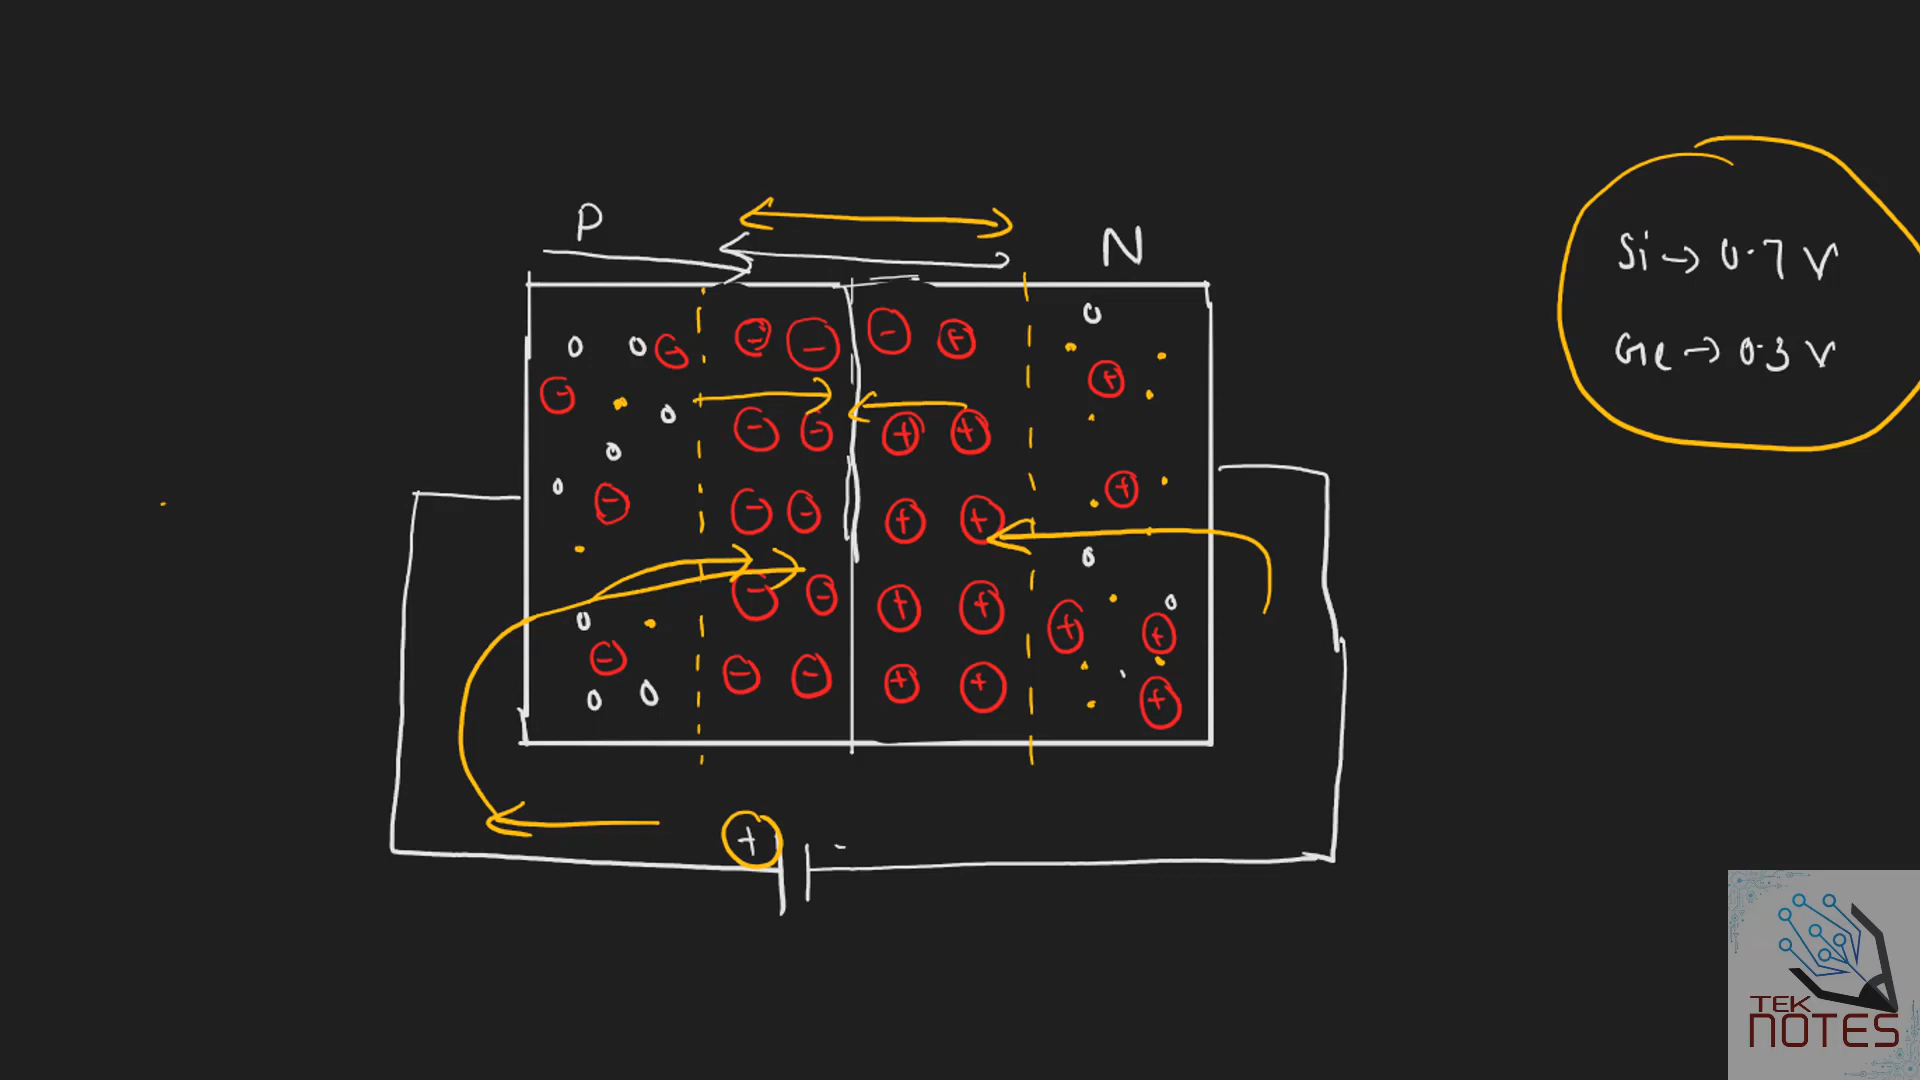 P
N
Si → 0.7 V
Ge → 0.3 V
- - - +
- -
+
- - + +
-
+
- - + +
- - + +
+ +
-
- - + +
+
+ -
TEK
NOTES